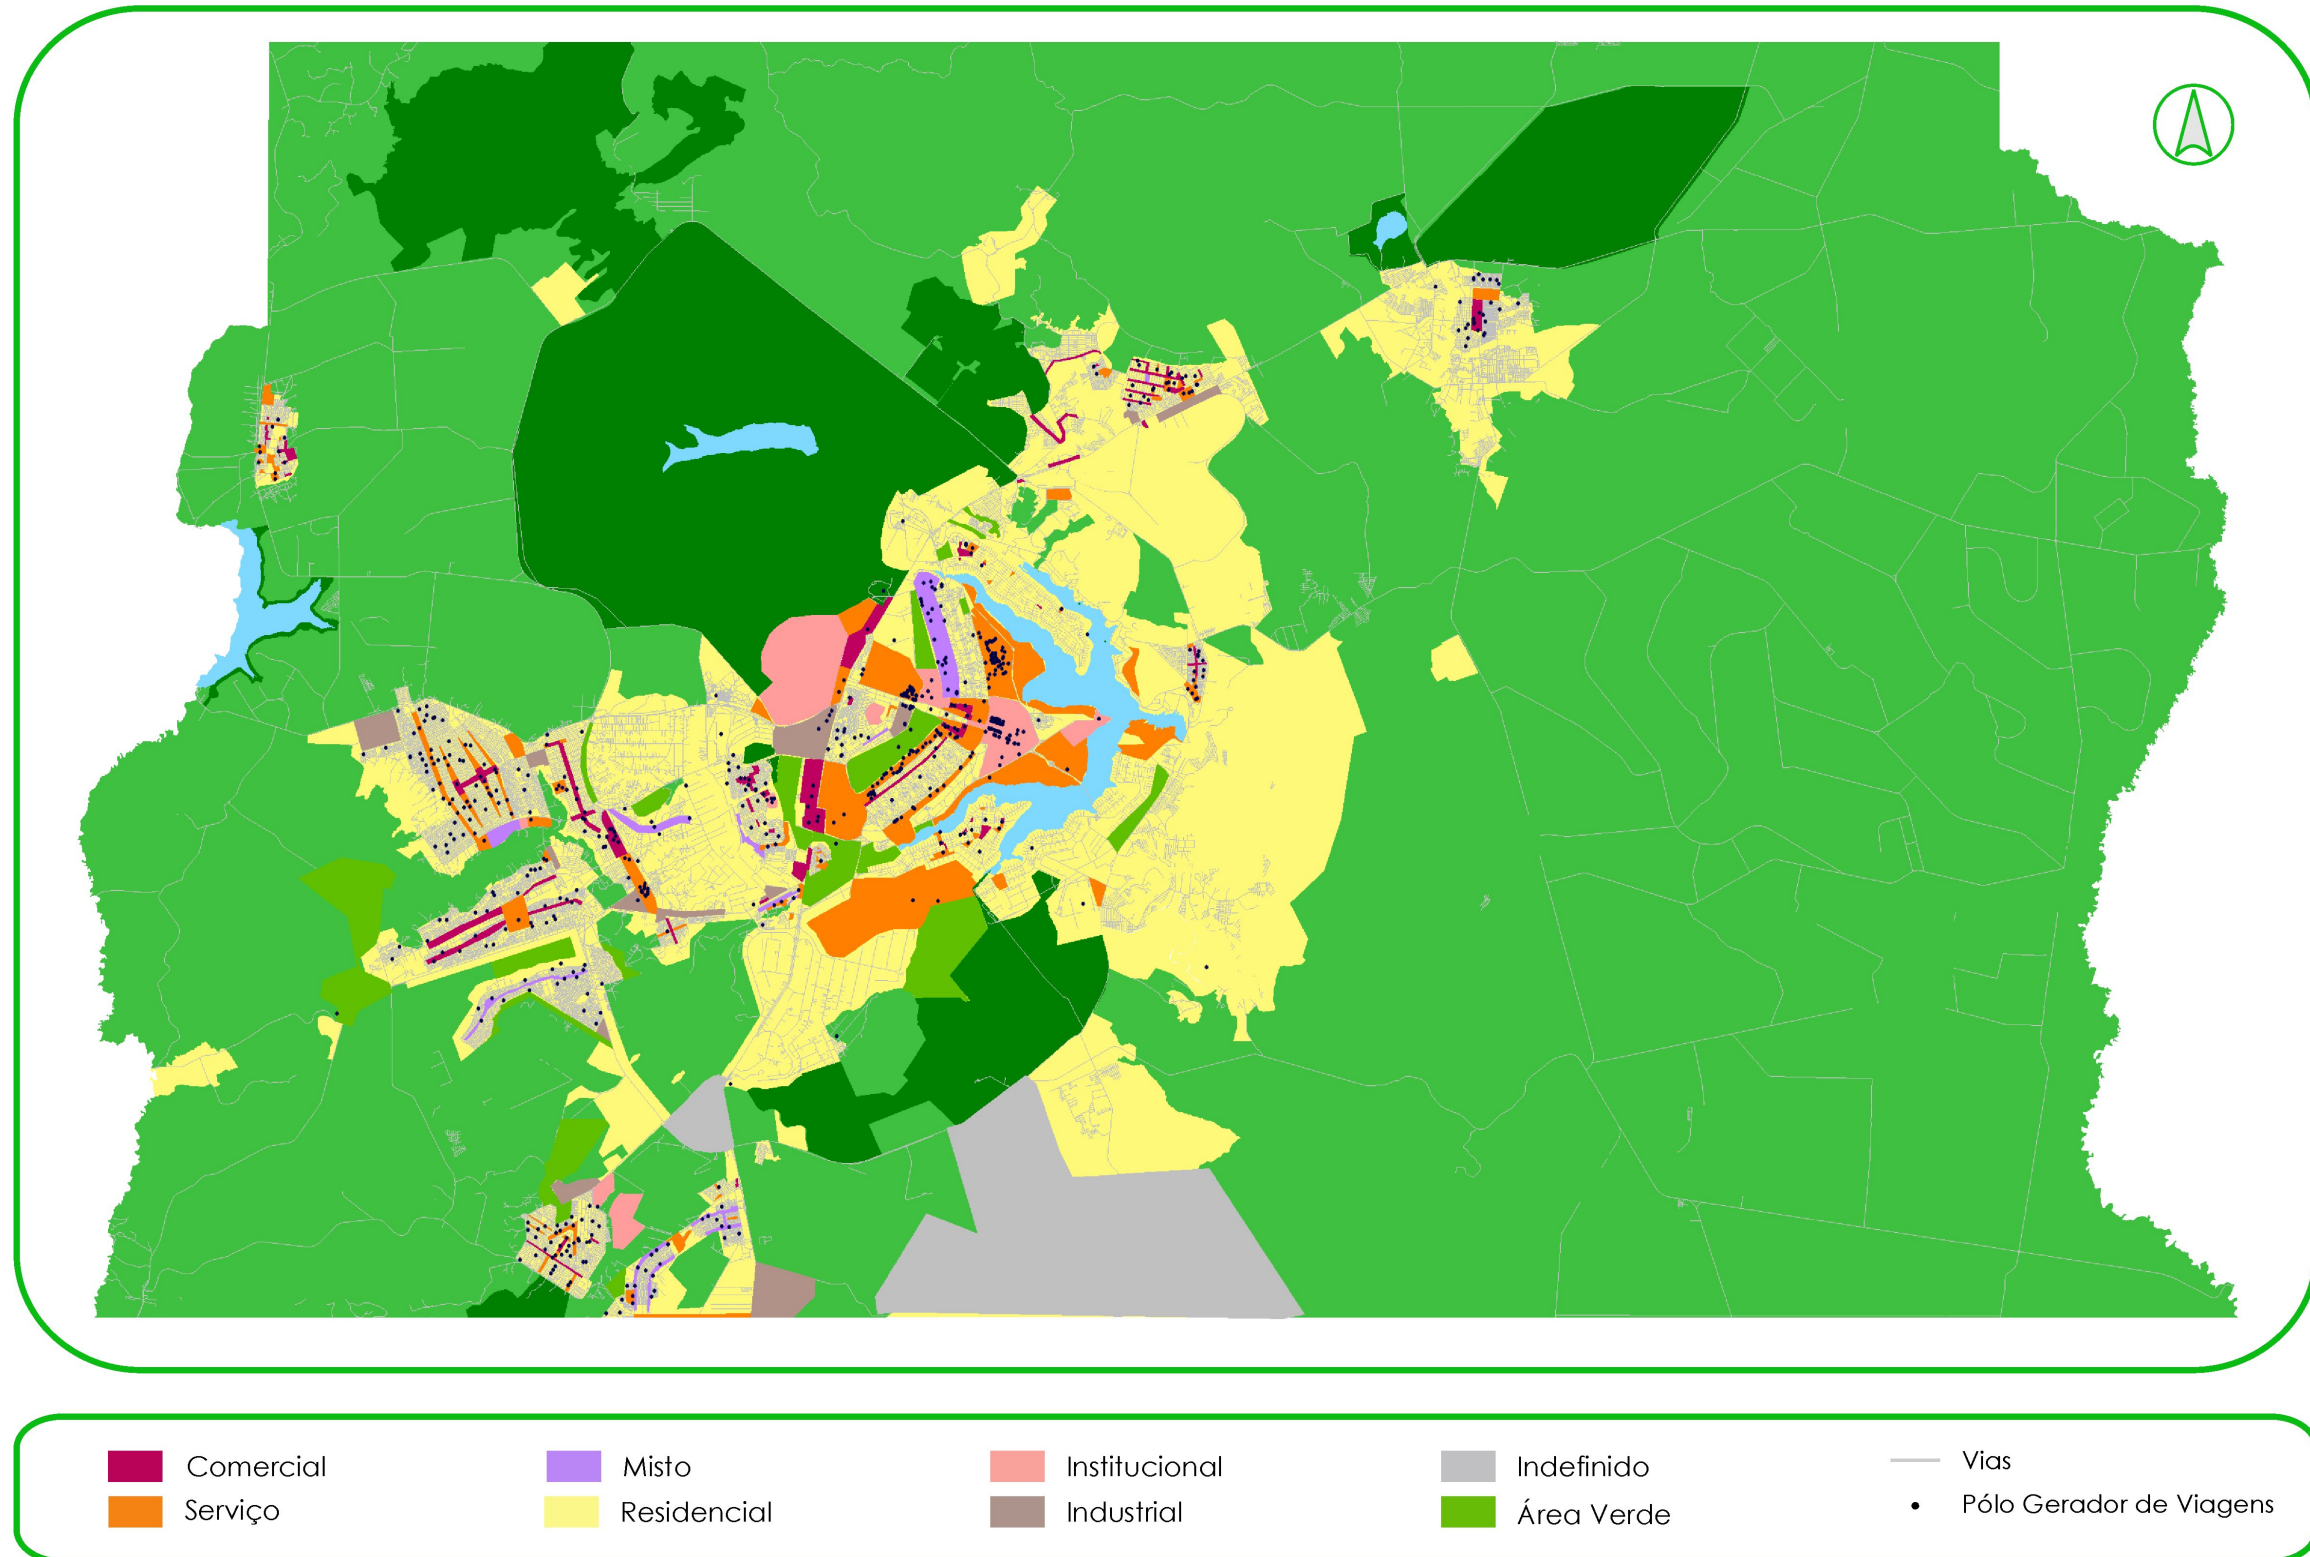 Comercial
Serviço
Misto
Residencial
Institucional
Industrial
Indefinido
Área Verde
Vias
Pólo Gerador de Viagens